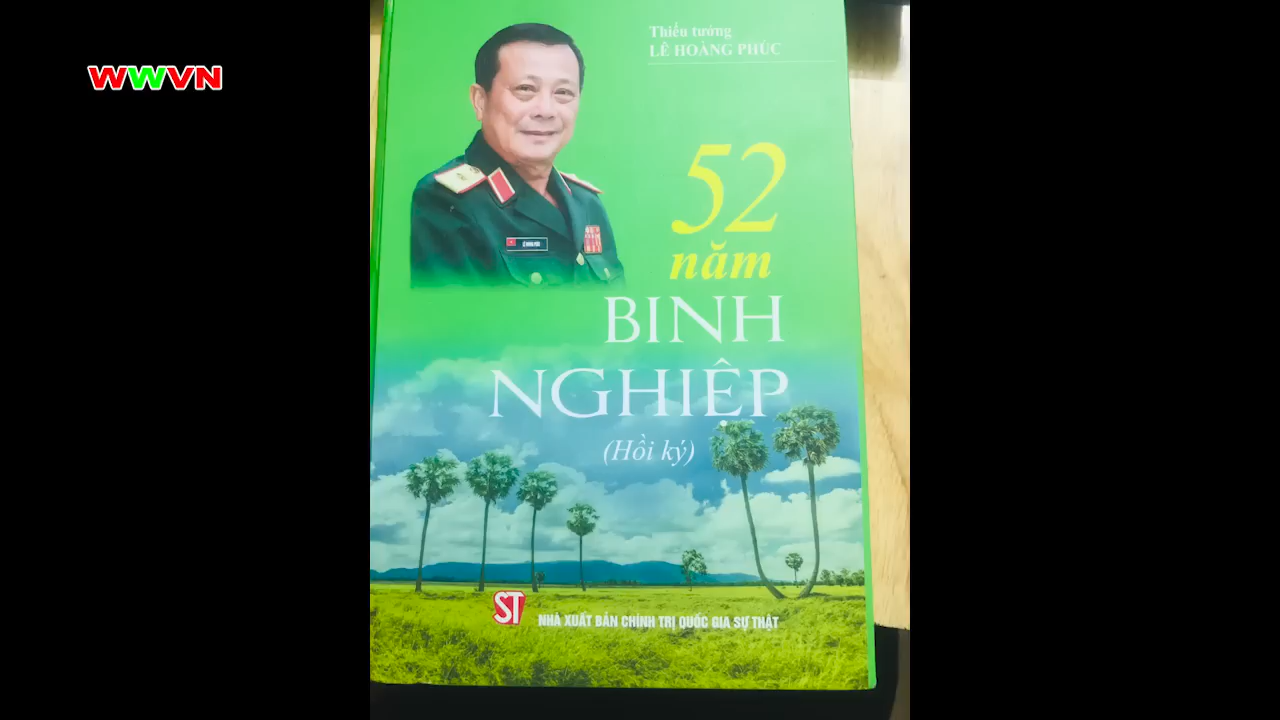 WWVN
Thiếu tướng
LÊ HOÀNG PHÚC
52
năm
BINH
NGHIỆP
(Hồi ký)
ST
NHÀ XUẤT BẢN CHÍNH TRỊ QUỐC GIA SỰ THẬT